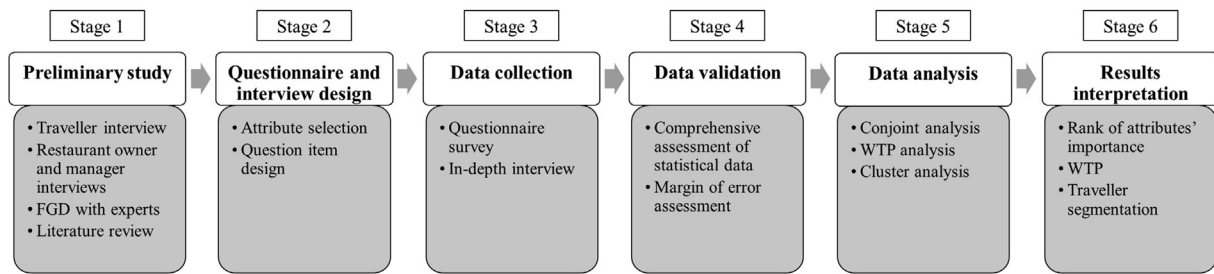 Stage 1
Preliminary study
• Traveller interview
• Restaurant owner
and manager
interviews
• FGD with experts
• Literature review
Stage 2
Questionnaire and
interview design
• Attribute selection
• Question item
design
Stage 3
Data collection
• Questionnaire
survey
• In-depth interview
Stage 4
Data validation
• Comprehensive
assessment of
statistical data
• Margin of error
assessment
Stage 5
Data analysis
• Conjoint analysis
• WTP analysis
• Cluster analysis
Stage 6
Results
interpretation
• Rank of attributes’
importance
• WTP
• Traveller
segmentation